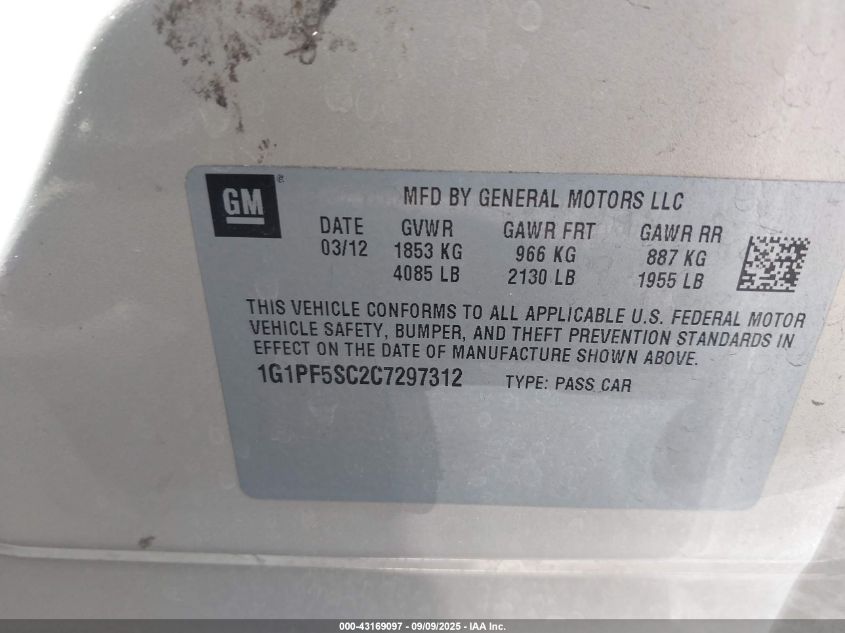 GM ®
MFD BY GENERAL MOTORS LLC
DATE GVWR GAWR FRT GAWR RR
03/12 1853 KG 966 KG 887 KG
4085 LB 2130 LB 1955 LB
THIS VEHICLE CONFORMS TO ALL APPLICABLE U.S. FEDERAL MOTOR
VEHICLE SAFETY, BUMPER, AND THEFT PREVENTION STANDARDS IN
EFFECT ON THE DATE OF MANUFACTURE SHOWN ABOVE.
1G1PF5SC2C7297312 TYPE: PASS CAR
000-43169097 - 09/09/2025 - IAA Inc.